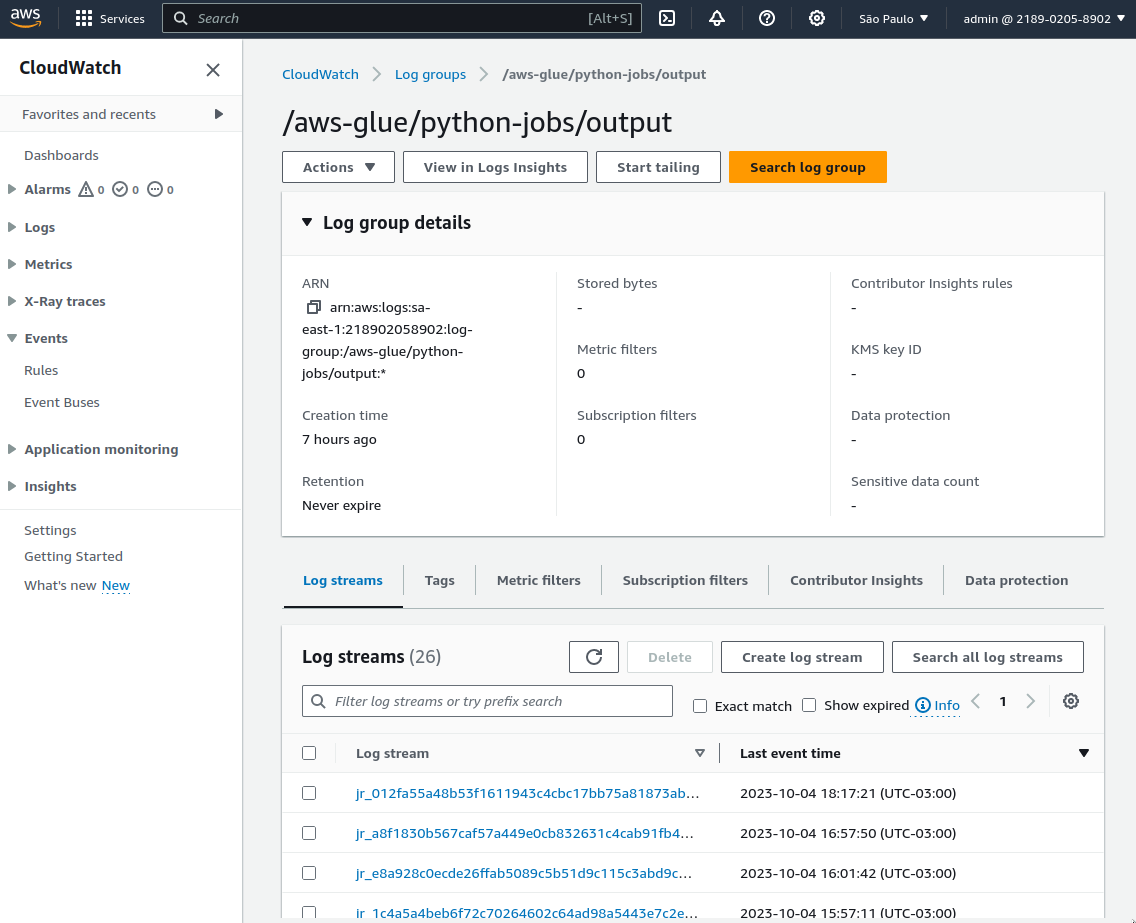 aws
Services
Search
[Alt+S]
São Paulo
admin @ 2189-0205-8902
CloudWatch
Favorites and recents
Dashboards
Alarms 0 0 0
Logs
Metrics
X-Ray traces
Events
Rules
Event Buses
Application monitoring
Insights
Settings
Getting Started
What's new New
CloudWatch
Log groups
/aws-glue/python-jobs/output
/aws-glue/python-jobs/output
Actions
View in Logs Insights
Start tailing
Search log group
Log group details
ARN
arn:aws:logs:sa-
east-1:218902058902:log-
group:/aws-glue/python-
jobs/output:*
Creation time
7 hours ago
Retention
Never expire
Stored bytes
-
Metric filters
0
Subscription filters
0
Contributor Insights rules
-
KMS key ID
-
Data protection
-
Sensitive data count
-
Log streams
Tags
Metric filters
Subscription filters
Contributor Insights
Data protection
Log streams (26)
Delete
Create log stream
Search all log streams
Filter log streams or try prefix search
Exact match
Show expired
Info
1
Log stream
Last event time
jr_012fa55a48b53f1611943c4cbc17bb75a81873ab...
2023-10-04 18:17:21 (UTC-03:00)
jr_a8f1830b567caf57a449e0cb832631c4cab91fb4...
2023-10-04 16:57:50 (UTC-03:00)
jr_e8a928c0ecde26ffab5089c5b51d9c115c3abd9c...
2023-10-04 16:01:42 (UTC-03:00)
jr_1c4a5a4beb6f72c70264602c64ad98a5443e7c2e...
2023-10-04 15:57:11 (UTC-03:00)